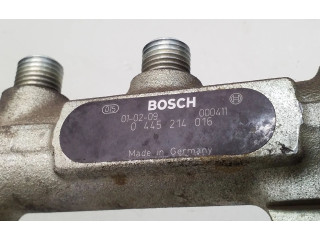 BOSCH
01-02-09 000411
0 445 214 016
Made in Germany